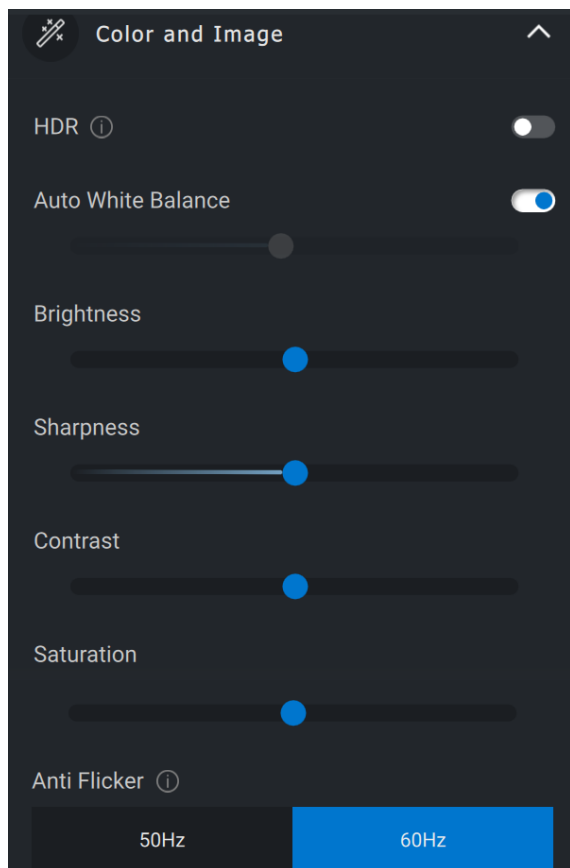 Color and Image
HDR
Auto White Balance
Brightness
Sharpness
Contrast
Saturation
Anti Flicker
50Hz 60Hz